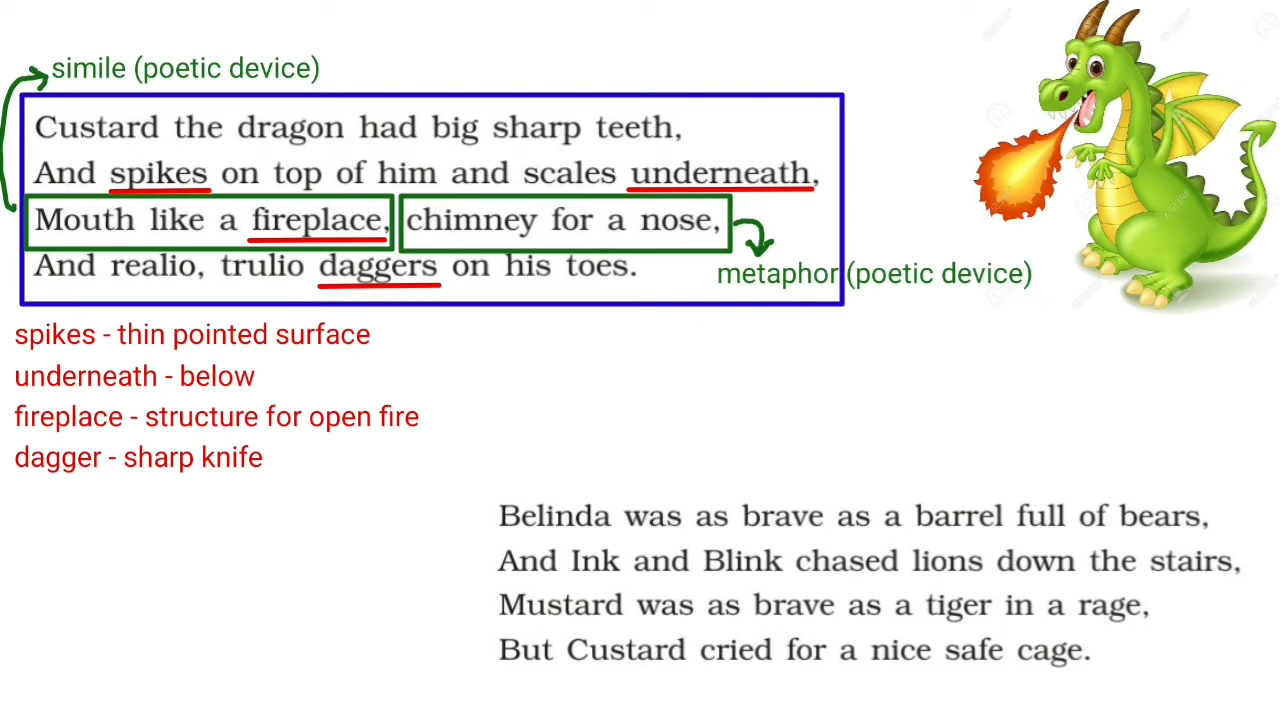 simile (poetic device)
Custard the dragon had big sharp teeth,
And spikes on top of him and scales underneath,
Mouth like a fireplace, chimney for a nose,
And realio, trulio daggers on his toes.
metaphor (poetic device)
spikes - thin pointed surface
underneath - below
fireplace - structure for open fire
dagger - sharp knife
Belinda was as brave as a barrel full of bears,
And Ink and Blink chased lions down the stairs,
Mustard was as brave as a tiger in a rage,
But Custard cried for a nice safe cage.